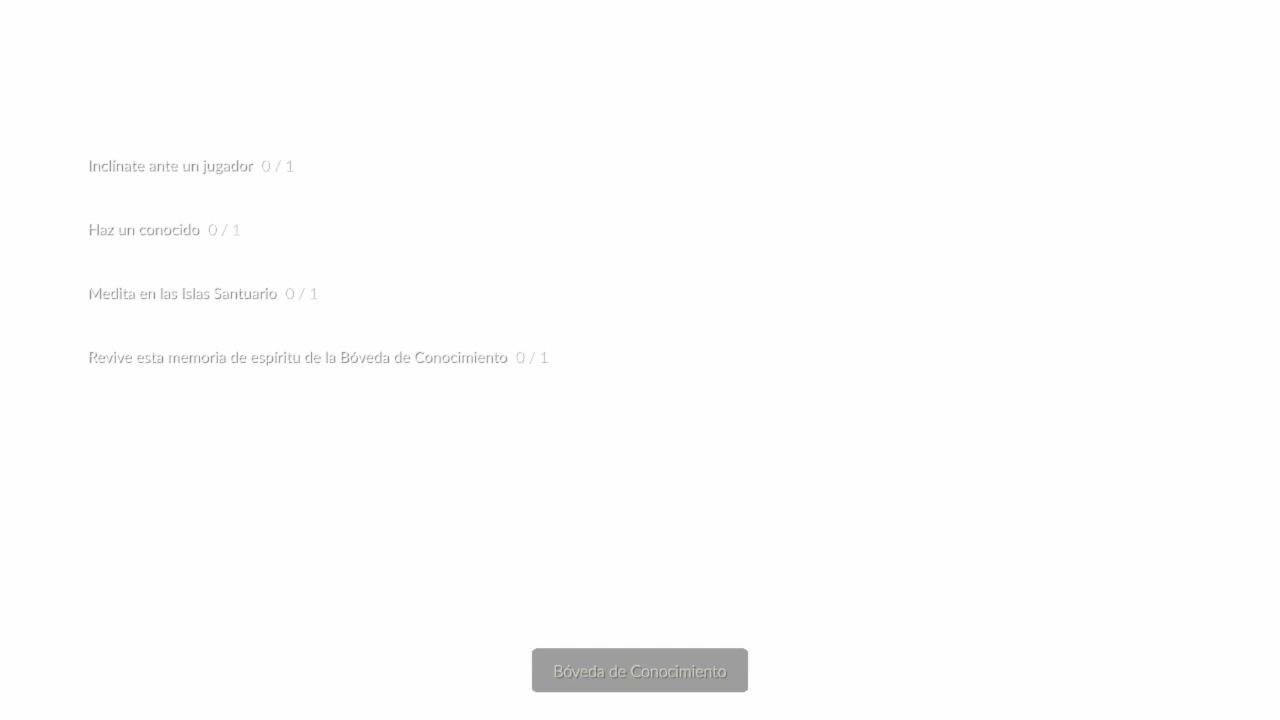 Inclínate ante un jugador 0 / 1
Haz un conocido 0 / 1
Medita en las Islas Santuario 0 / 1
Revive esta memoria de espíritu de la Bóveda de Conocimiento 0 / 1
Bóveda de Conocimiento